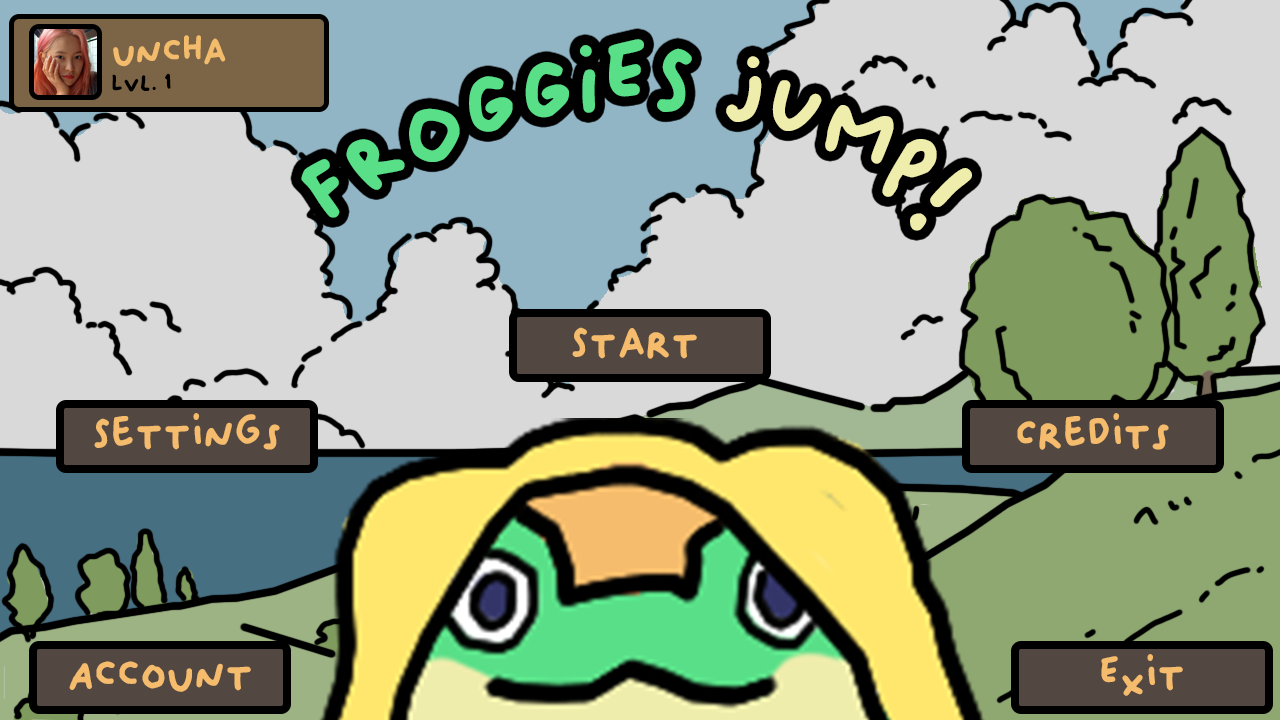 UNCHA
LVL. 1
FROGGiES jUMP!
START
SETTiNGS
CREDiTS
ACCOUNT
ExiT